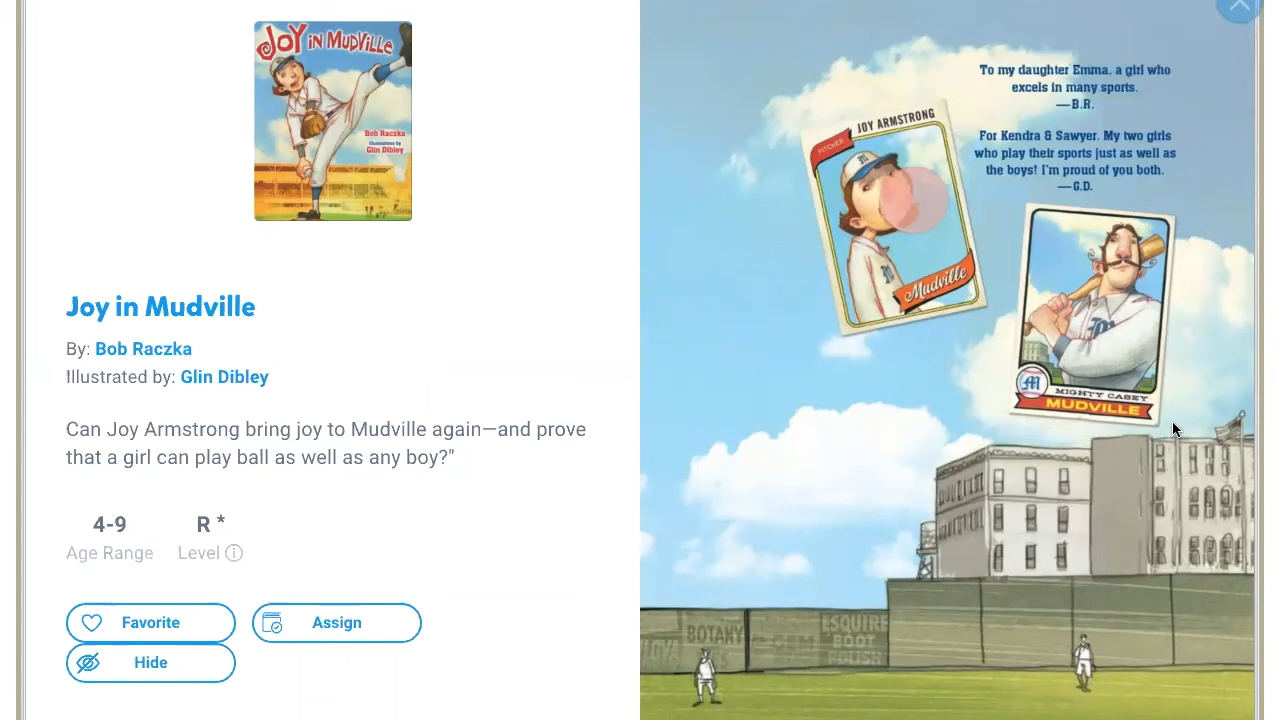 JOY IN MUDVILLE
Bob Raczka
Illustrations by
Glin Dibley
Joy in Mudville
By: Bob Raczka
Illustrated by: Glin Dibley
Can Joy Armstrong bring joy to Mudville again—and prove
that a girl can play ball as well as any boy?"
4-9
R *
Age Range
Level
Favorite
Assign
Hide
To my daughter Emma, a girl who
excels in many sports.
—B.R.
For Kendra & Sawyer. My two girls
who play their sports just as well as
the boys! I'm proud of you both.
—G.D.
JOY ARMSTRONG
PITCHER
M
M
Mudville
M
M
MIGHTY CASEY
MUDVILLE
BOTANY
GEM
ESQUIRE
BOOT
POLISH